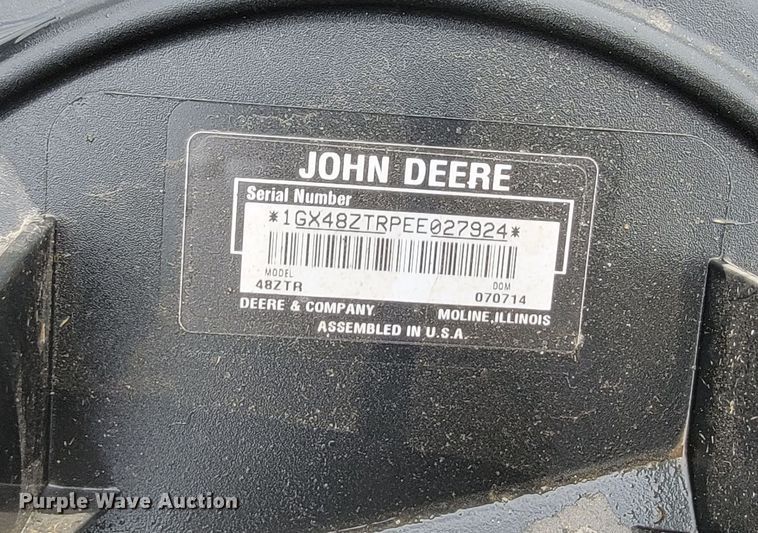 JOHN DEERE
Serial Number
*1GX48ZTRPEE027924*
MODEL DOM
48ZTR 070714
DEERE & COMPANY MOLINE, ILLINOIS
ASSEMBLED IN U.S.A.
Purple Wave Auction